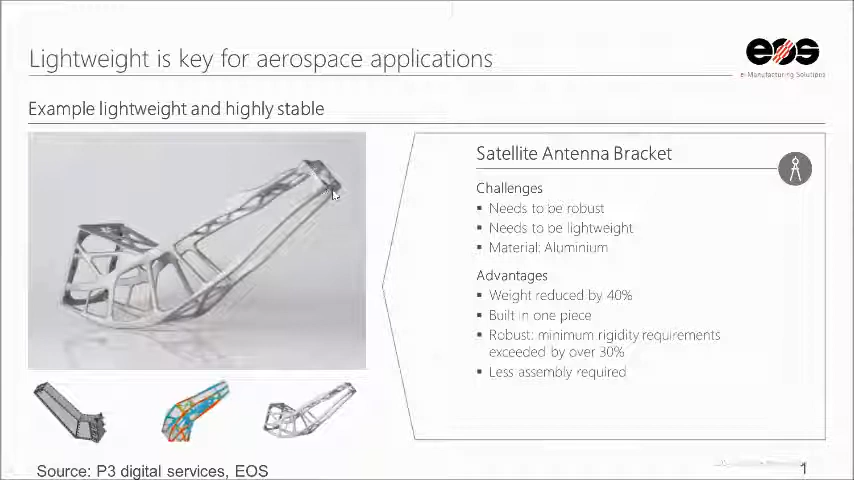 Lightweight is key for aerospace applications
eos
e-Manufacturing Solutions
Example lightweight and highly stable
Satellite Antenna Bracket
Challenges
▪ Needs to be robust
▪ Needs to be lightweight
▪ Material: Aluminium
Advantages
▪ Weight reduced by 40%
▪ Built in one piece
▪ Robust: minimum rigidity requirements
exceeded by over 30%
▪ Less assembly required
Source: P3 digital services, EOS
1